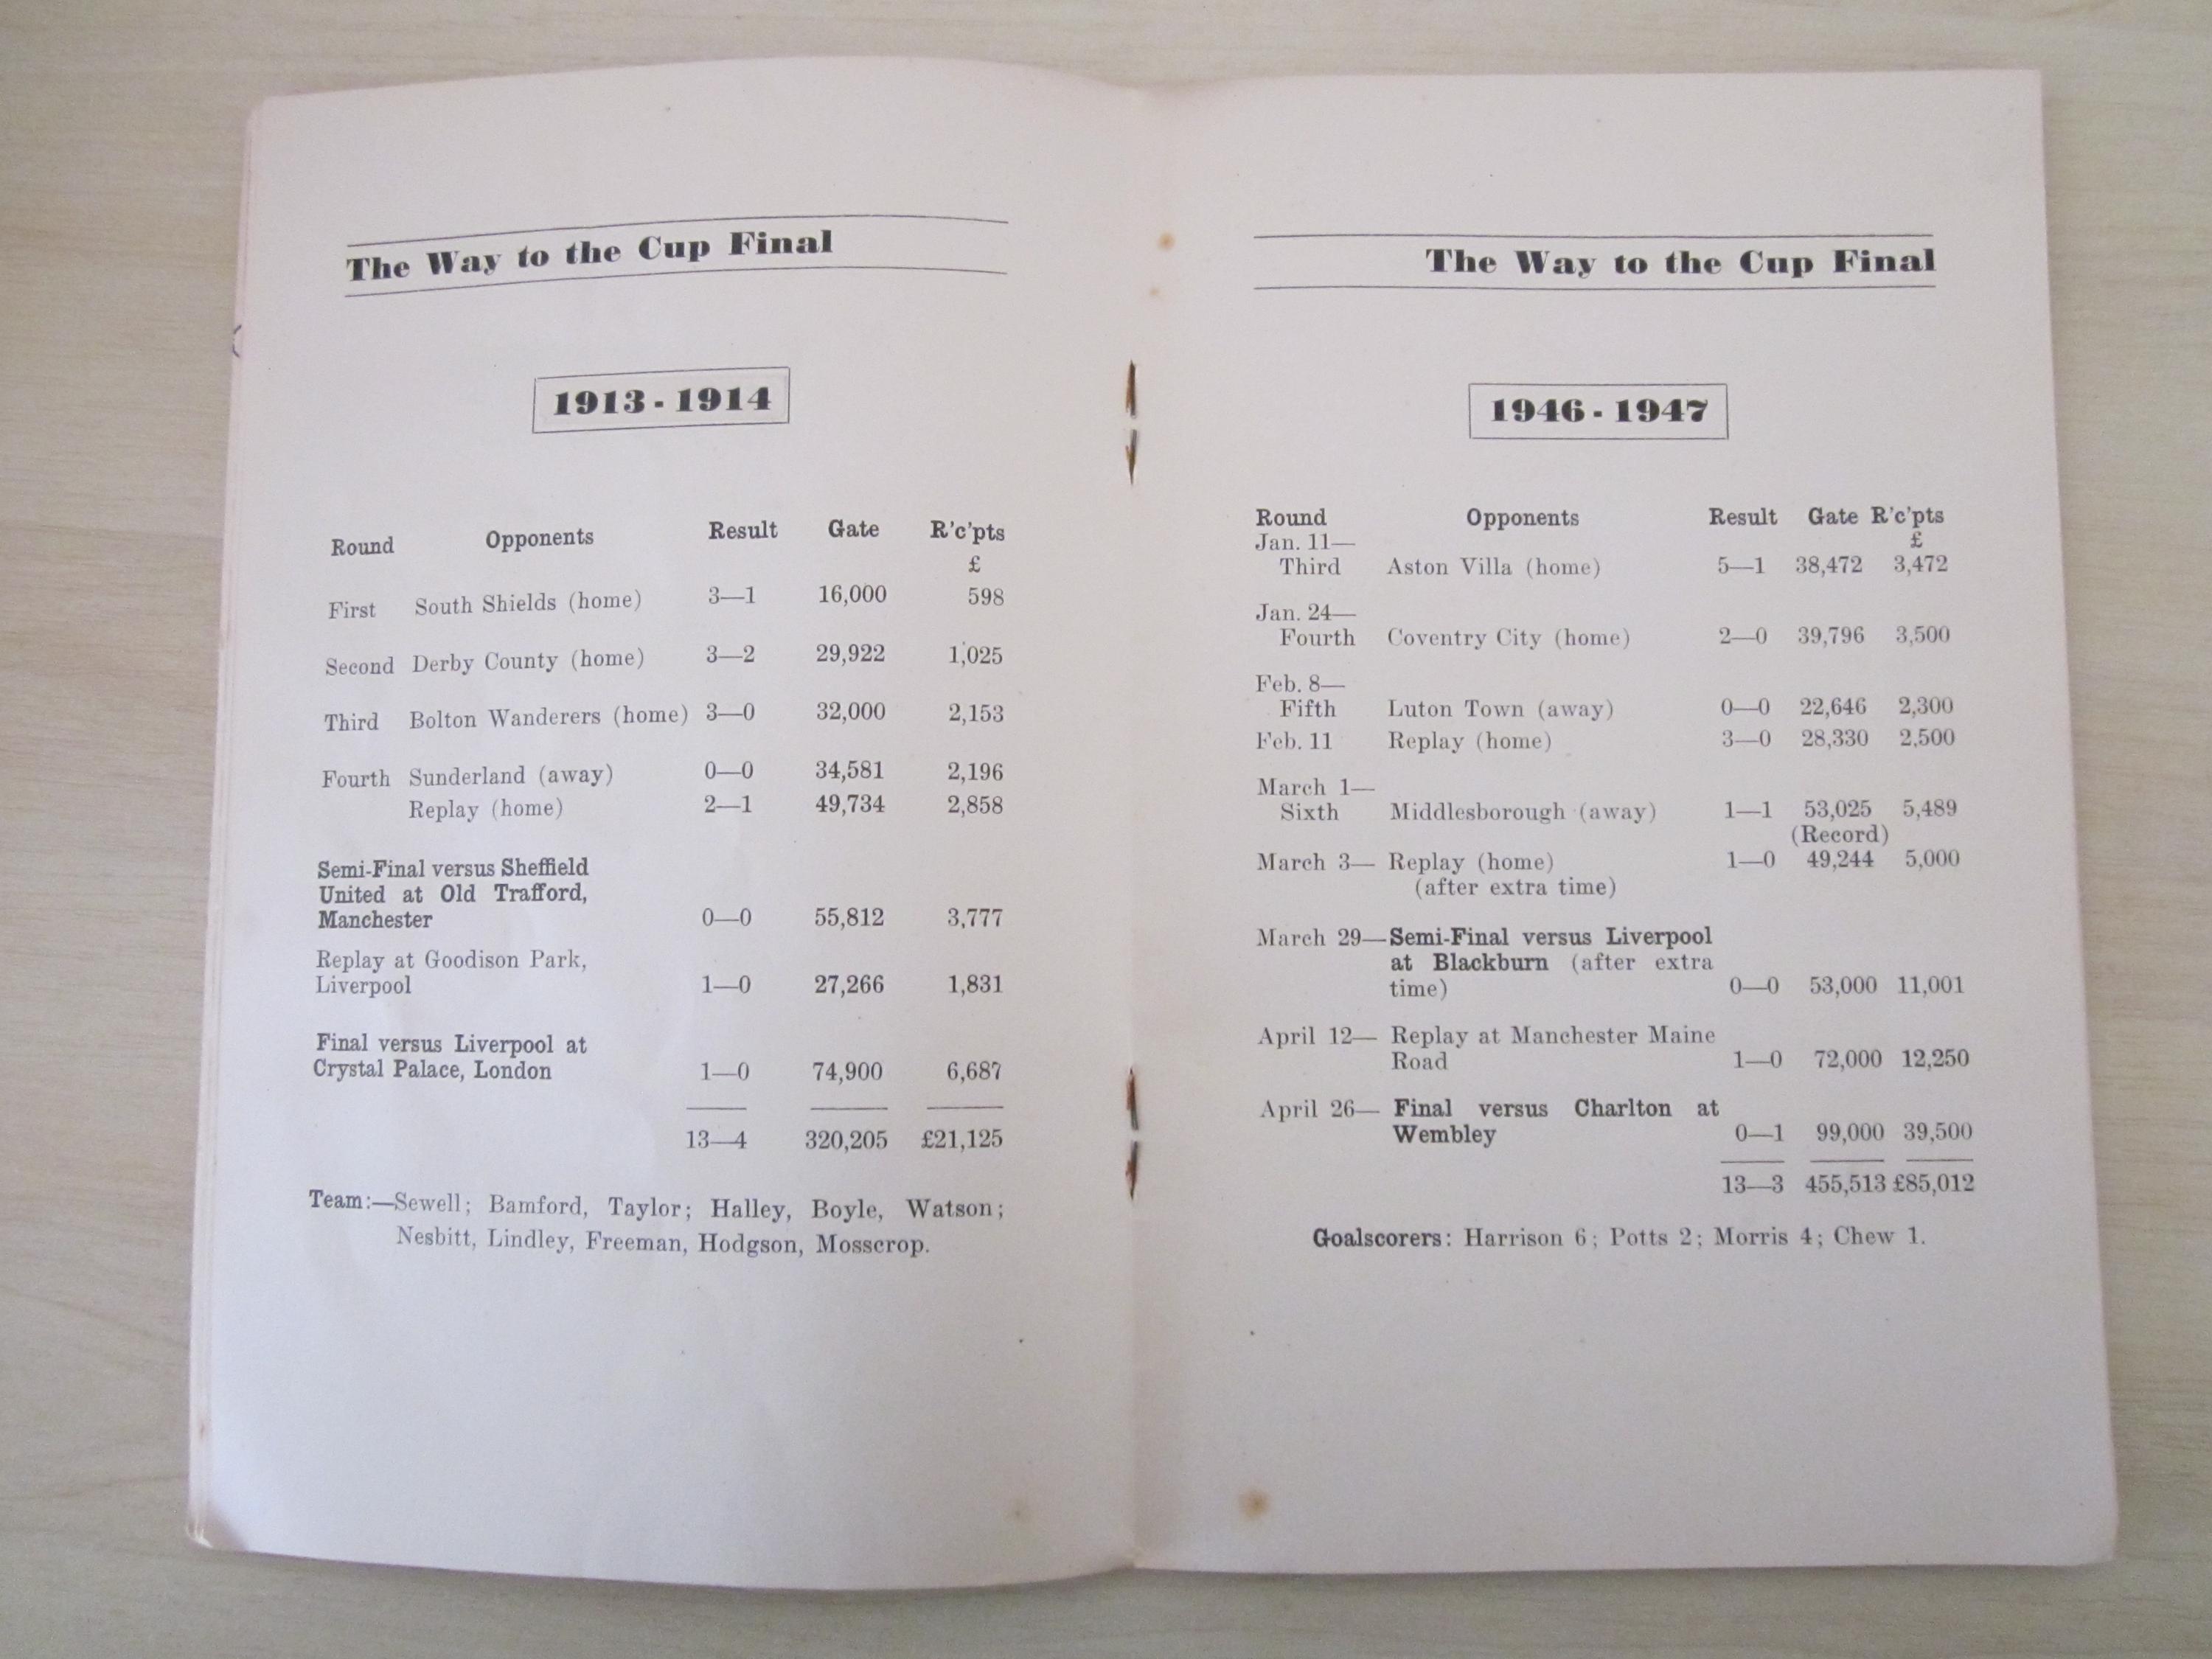 The Way to the Cup Final
1913 - 1914
Round Opponents Result Gate R'c'pts
£
First South Shields (home) 3—1 16,000 598
Second Derby County (home) 3—2 29,922 1,025
Third Bolton Wanderers (home) 3—0 32,000 2,153
Fourth Sunderland (away) 0—0 34,581 2,196
Replay (home) 2—1 49,734 2,858
Semi-Final versus Sheffield
United at Old Trafford,
Manchester 0—0 55,812 3,777
Replay at Goodison Park,
Liverpool 1—0 27,266 1,831
Final versus Liverpool at
Crystal Palace, London 1—0 74,900 6,687
13—4 320,205 £21,125
Team:—Sewell; Bamford, Taylor; Halley, Boyle, Watson;
Nesbitt, Lindley, Freeman, Hodgson, Mosscrop.
The Way to the Cup Final
1946 - 1947
Round Opponents Result Gate R'c'pts
Jan. 11— £
Third Aston Villa (home) 5—1 38,472 3,472
Jan. 24—
Fourth Coventry City (home) 2—0 39,796 3,500
Feb. 8—
Fifth Luton Town (away) 0—0 22,646 2,300
Feb. 11 Replay (home) 3—0 28,330 2,500
March 1—
Sixth Middlesborough (away) 1—1 53,025 5,489
(Record)
March 3— Replay (home) 1—0 49,244 5,000
(after extra time)
March 29—Semi-Final versus Liverpool
at Blackburn (after extra
time) 0—0 53,000 11,001
April 12— Replay at Manchester Maine
Road 1—0 72,000 12,250
April 26— Final versus Charlton at
Wembley 0—1 99,000 39,500
13—3 455,513 £85,012
Goalscorers: Harrison 6; Potts 2; Morris 4; Chew 1.